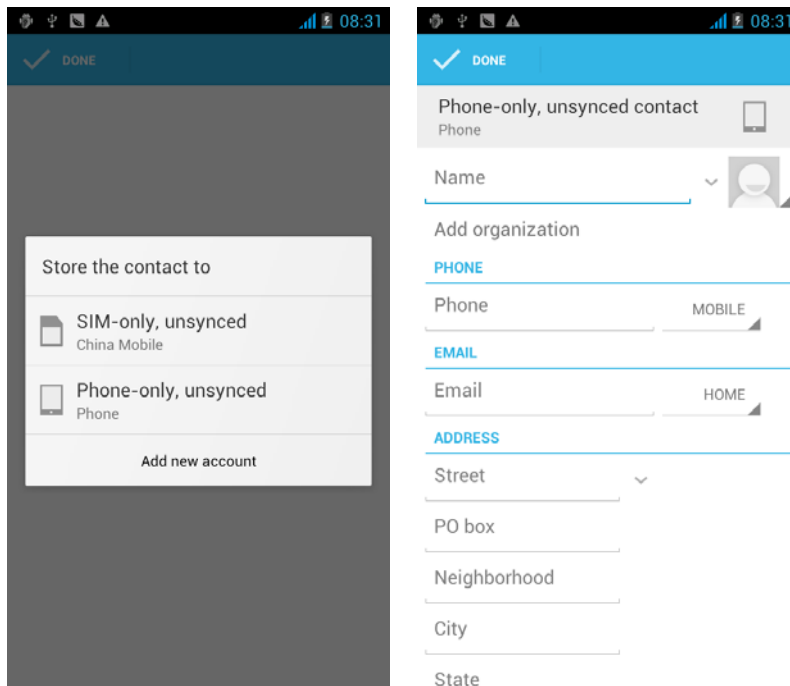 08:31
DONE
Store the contact to
SIM-only, unsynced
China Mobile
Phone-only, unsynced
Phone
Add new account
08:31
DONE
Phone-only, unsynced contact
Phone
Name
Add organization
PHONE
Phone
MOBILE
EMAIL
Email
HOME
ADDRESS
Street
PO box
Neighborhood
City
State